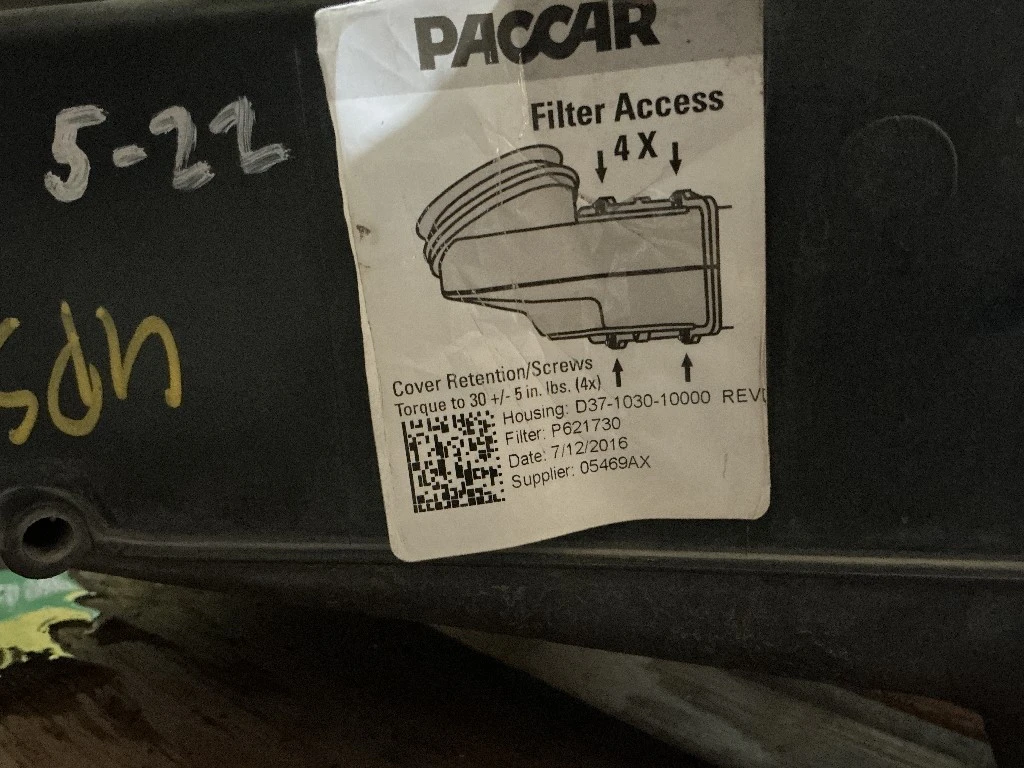 PACCAR
5-22
Filter Access
4 X
Cover Retention/Screws
Torque to 30 +/- 5 in. lbs. (4x)
Housing: D37-1030-10000 REV
Filter: P621730
Date: 7/12/2016
Supplier: 05469AX